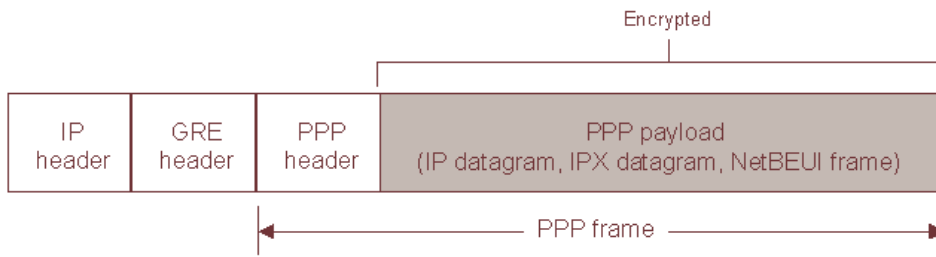 Encrypted
IP
header
GRE
header
PPP
header
PPP payload
(IP datagram, IPX datagram, NetBEUI frame)
PPP frame